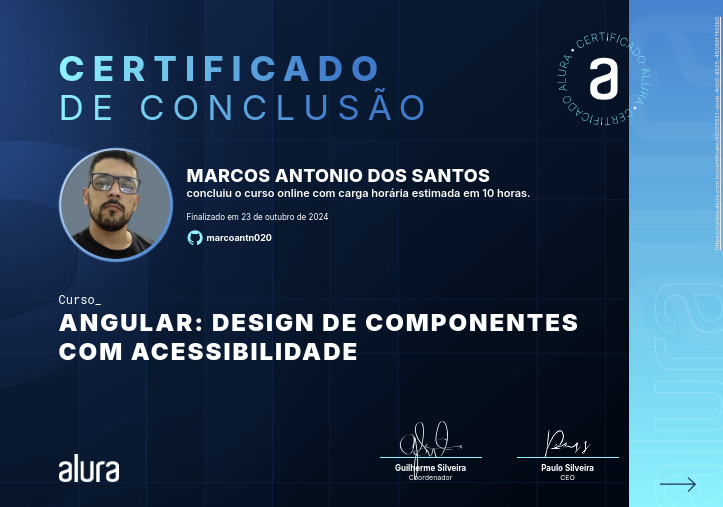 CERTIFICADO
DE CONCLUSÃO
CERTIFICADO ALURA • CERTIFICADO ALURA •
a
MARCOS ANTONIO DOS SANTOS
concluiu o curso online com carga horária estimada em 10 horas.
Finalizado em 23 de outubro de 2024
marcoantn020
Curso_
ANGULAR: DESIGN DE COMPONENTES
COM ACESSIBILIDADE
alura
Guilherme Silveira
Coordenador
Paulo Silveira
CEO
alura